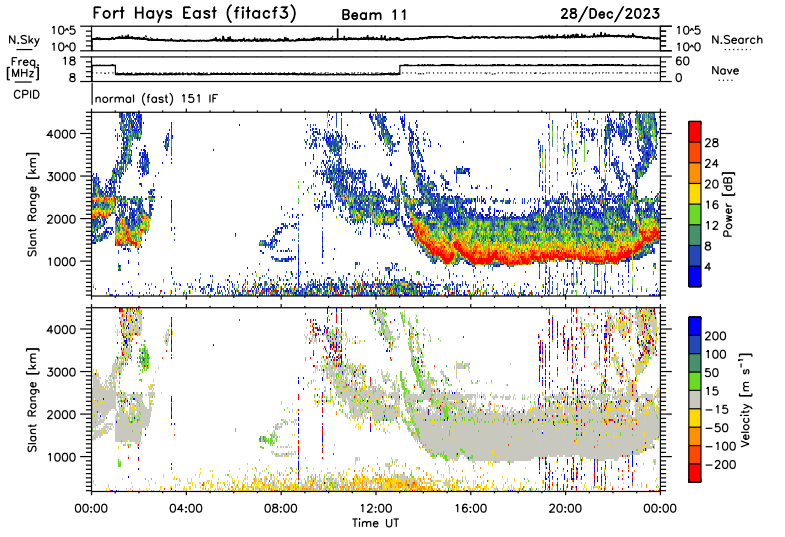 Fort Hays East (fitacf3) Beam 11 28/Dec/2023
N.Sky 10^5 10^0 10^5 10^0 N.Search
Freq. [MHz] 18 8 60 0 Nave
CPID normal (fast) 151 IF
Slant Range [km] 4000 3000 2000 1000
Power [dB] 28 24 20 16 12 8 4
Slant Range [km] 4000 3000 2000 1000
Velocity [m s⁻¹] 200 100 50 15 −15 −50 −100 −200
00:00 04:00 08:00 12:00 16:00 20:00 00:00
Time UT